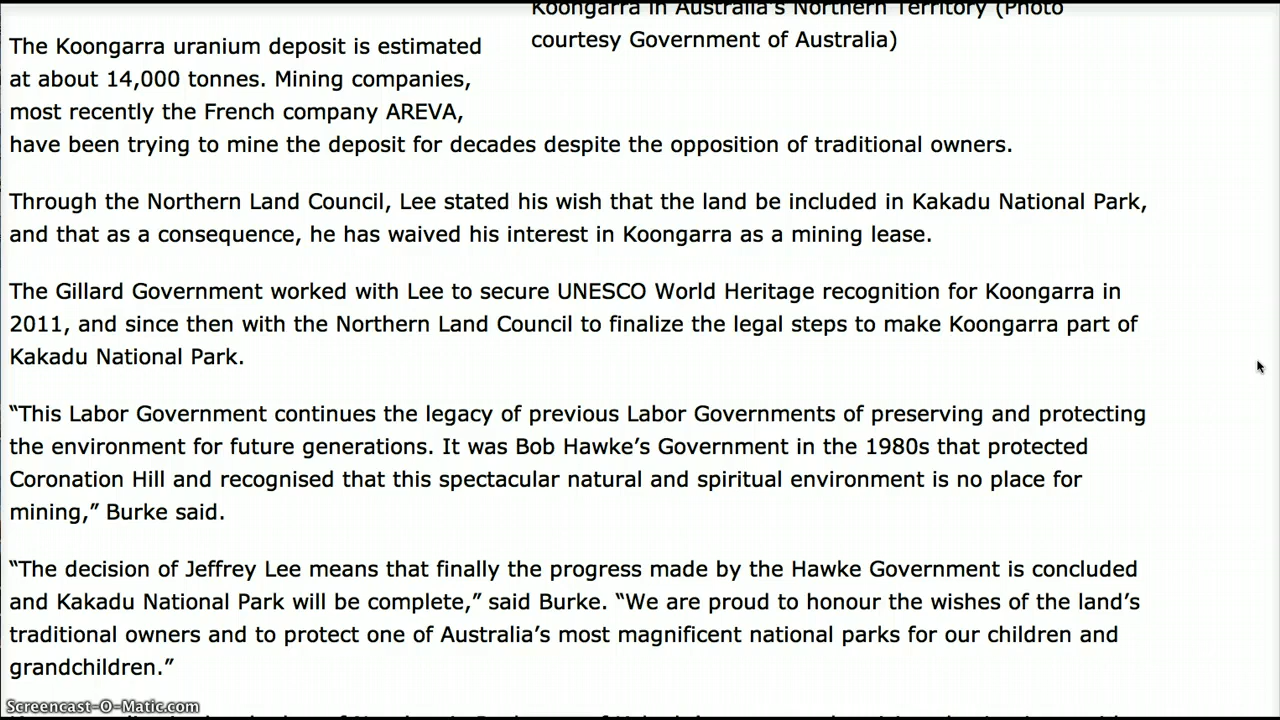 Koongarra in Australia's Northern Territory (Photo
courtesy Government of Australia)
The Koongarra uranium deposit is estimated
at about 14,000 tonnes. Mining companies,
most recently the French company AREVA,
have been trying to mine the deposit for decades despite the opposition of traditional owners.
Through the Northern Land Council, Lee stated his wish that the land be included in Kakadu National Park,
and that as a consequence, he has waived his interest in Koongarra as a mining lease.
The Gillard Government worked with Lee to secure UNESCO World Heritage recognition for Koongarra in
2011, and since then with the Northern Land Council to finalize the legal steps to make Koongarra part of
Kakadu National Park.
“This Labor Government continues the legacy of previous Labor Governments of preserving and protecting
the environment for future generations. It was Bob Hawke’s Government in the 1980s that protected
Coronation Hill and recognised that this spectacular natural and spiritual environment is no place for
mining,” Burke said.
“The decision of Jeffrey Lee means that finally the progress made by the Hawke Government is concluded
and Kakadu National Park will be complete,” said Burke. “We are proud to honour the wishes of the land’s
traditional owners and to protect one of Australia’s most magnificent national parks for our children and
grandchildren.”
Screencast-O-Matic.com